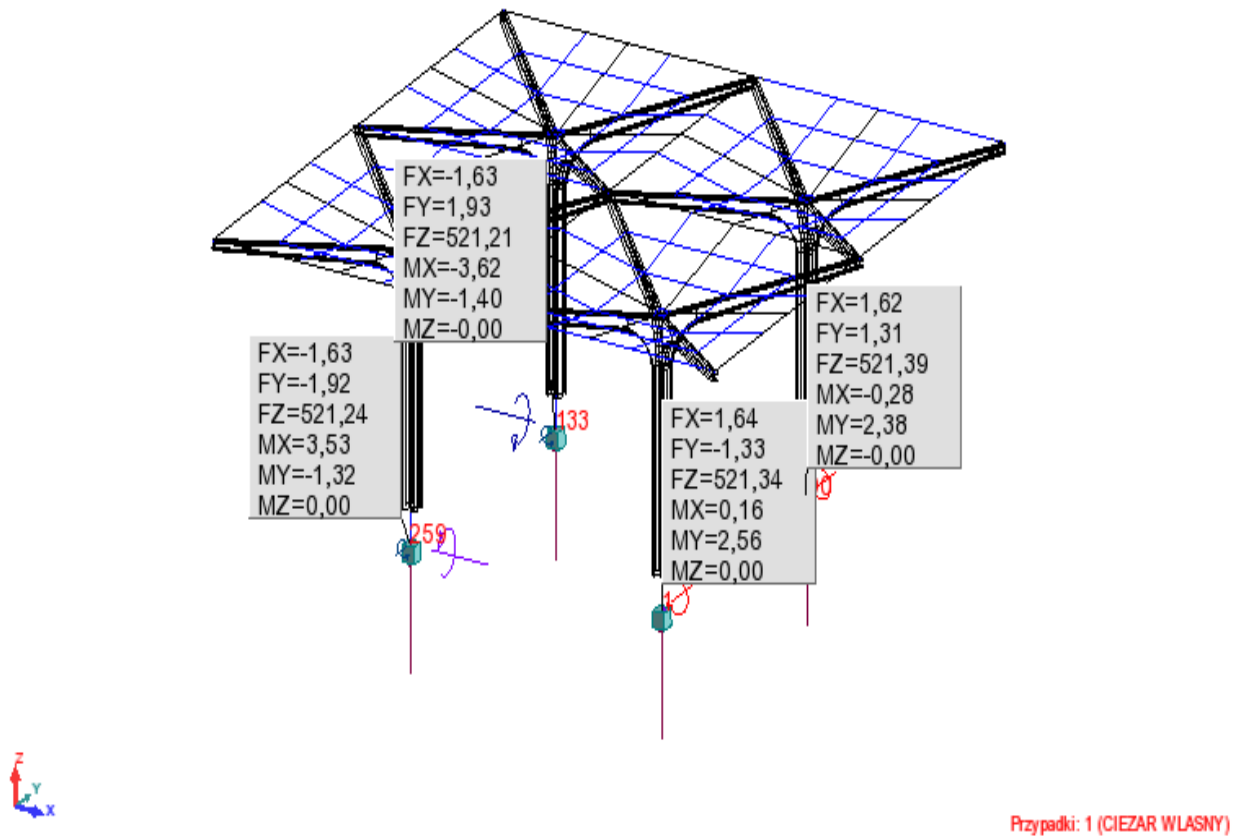 FX=-1,63
FY=1,93
FZ=521,21
MX=-3,62
MY=-1,40
MZ=-0,00
FX=1,62
FY=1,31
FZ=521,39
MX=-0,28
MY=2,38
MZ=-0,00
FX=-1,63
FY=-1,92
FZ=521,24
MX=3,53
MY=-1,32
MZ=0,00
FX=1,64
FY=-1,33
FZ=521,34
MX=0,16
MY=2,56
MZ=0,00
133
259
1
Z
Y
X
Przypadki: 1 (CIEZAR WLASNY)